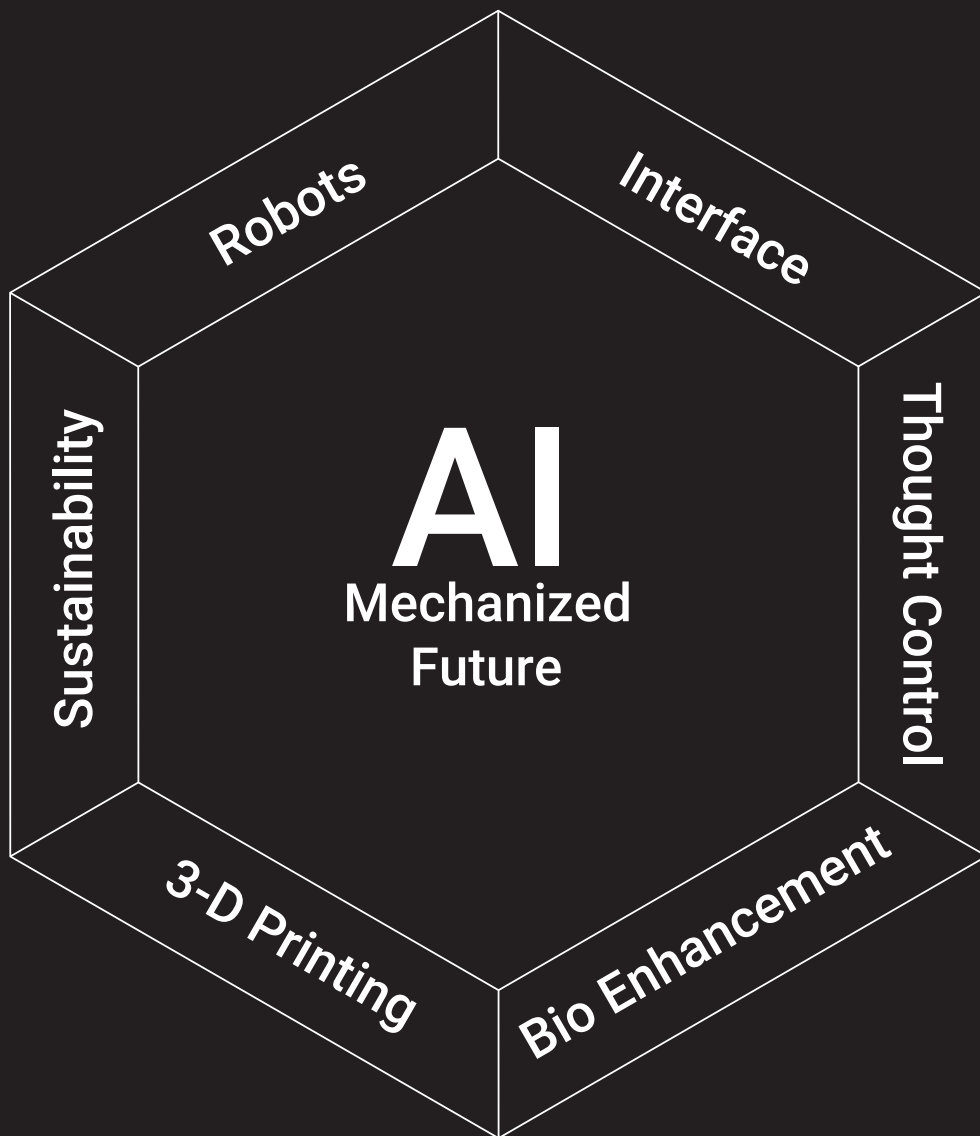 Robots
Interface
Sustainability
AI
Mechanized
Future
Thought Control
3-D Printing
Bio Enhancement